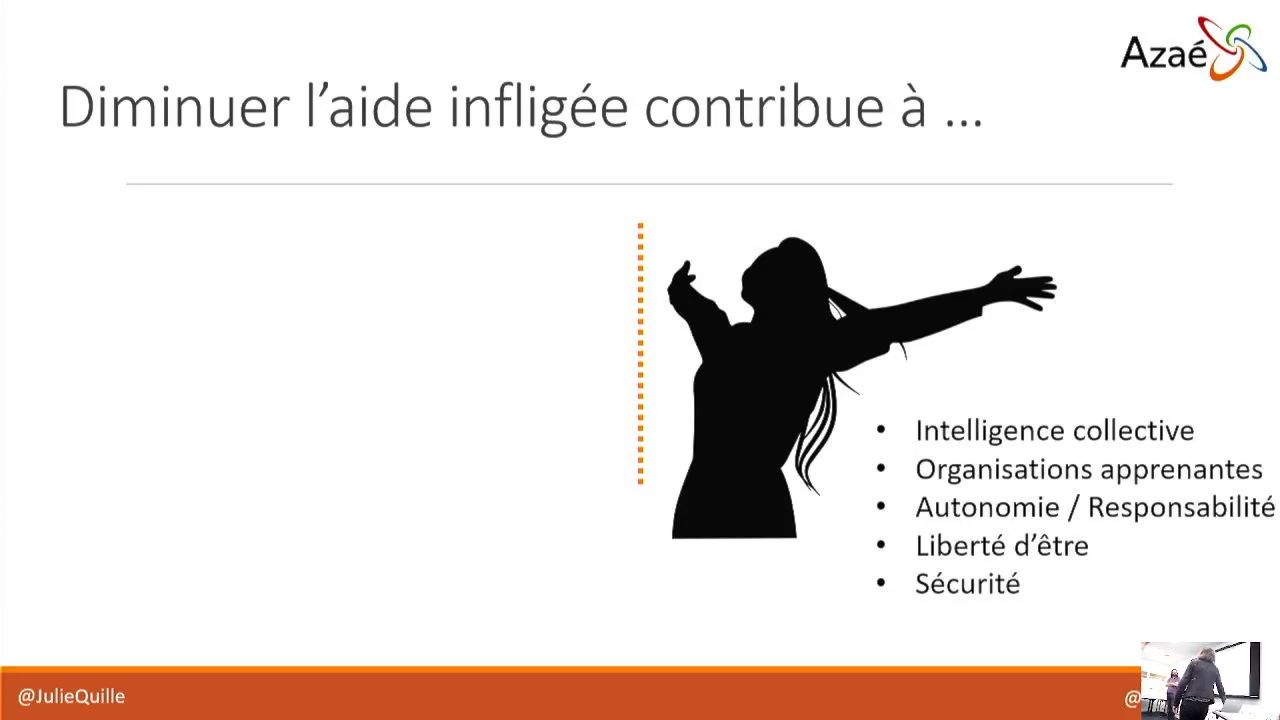 Azaé
Diminuer l’aide infligée contribue à ...
• Intelligence collective
• Organisations apprenantes
• Autonomie / Responsabilité
• Liberté d’être
• Sécurité
@JulieQuille
@